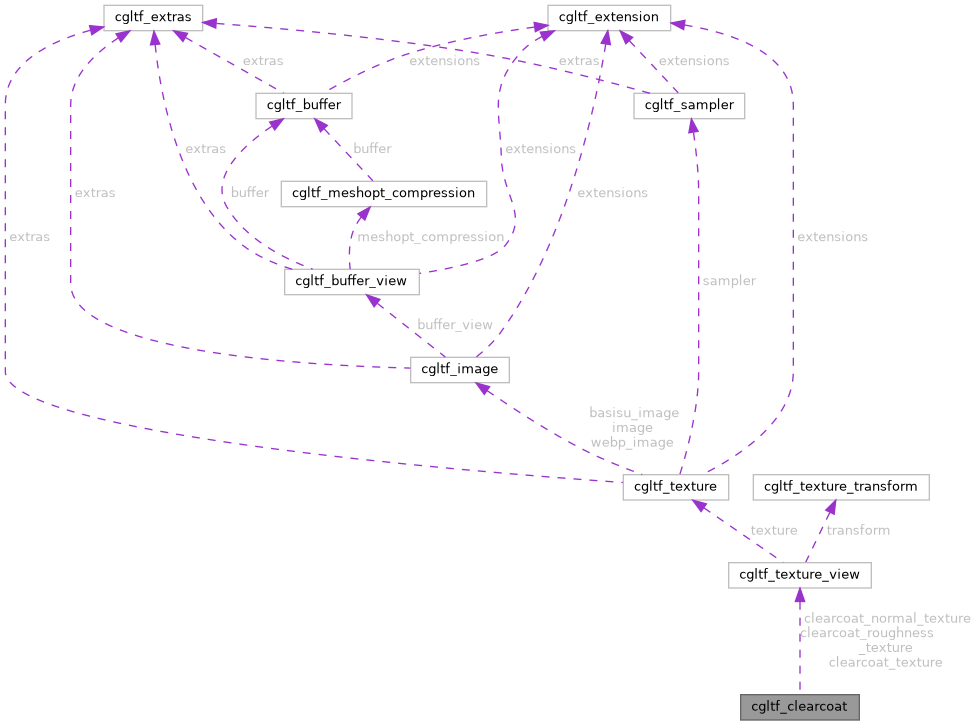 cgltf_extras
cgltf_extension
extras
extensions
extras
extensions
cgltf_buffer
cgltf_sampler
extras
buffer
extensions
extras
buffer
cgltf_meshopt_compression
extensions
extras
meshopt_compression
extensions
cgltf_buffer_view
sampler
buffer_view
cgltf_image
basisu_image
image
webp_image
cgltf_texture
cgltf_texture_transform
texture
transform
cgltf_texture_view
clearcoat_normal_texture
clearcoat_roughness
_texture
clearcoat_texture
cgltf_clearcoat